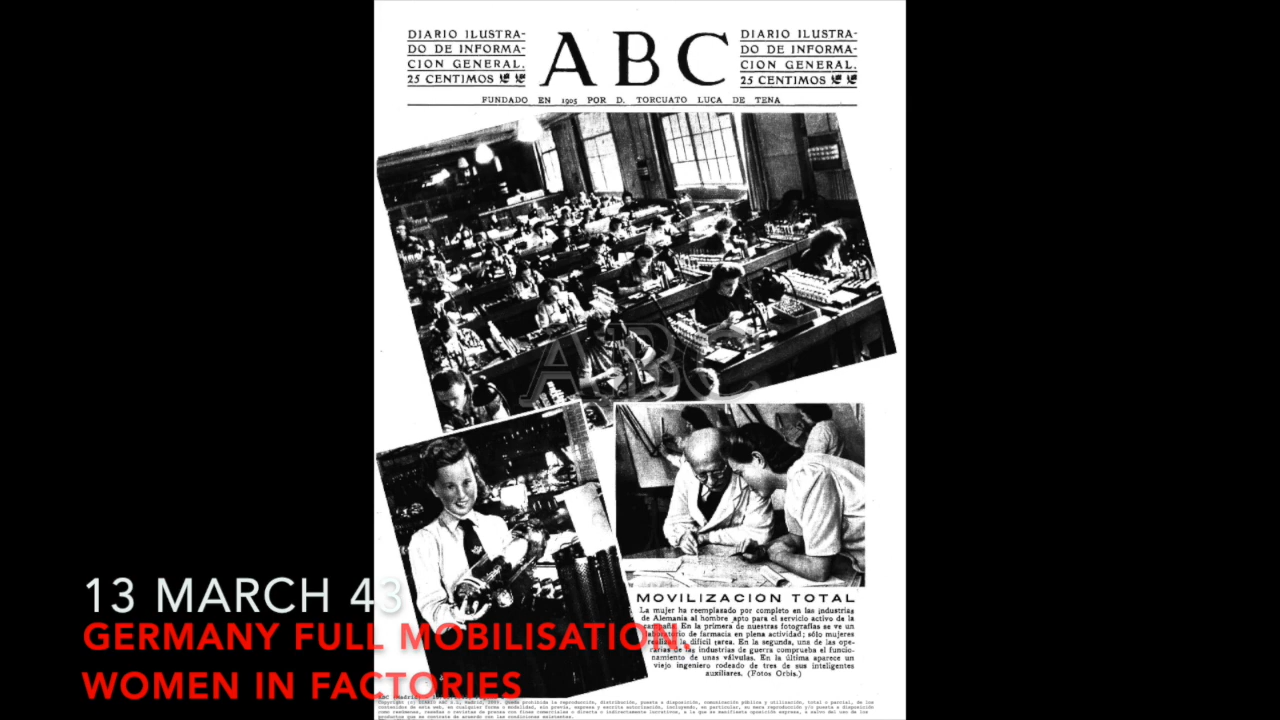 DIARIO ILUSTRA-
DO DE INFORMA-
CION GENERAL.
25 CENTIMOS
ABC
DIARIO ILUSTRA-
DO DE INFORMA-
CION GENERAL.
25 CENTIMOS
FUNDADO EN 1905 POR D. TORCUATO LUCA DE TENA
ABC
MOVILIZACION TOTAL
La mujer ha reemplazado por completo en las industrias
de Alemania al hombre apto para el servicio activo de la
campaña. En la primera de nuestras fotografías se ve un
laboratorio de farmacia en plena actividad; sólo mujeres
realizan la difícil tarea. En la segunda, una de las ope-
rarias de las industrias de guerra comprueba el funcio-
namiento de unas válvulas. En la última aparece un
viejo ingeniero rodeado de tres de sus inteligentes
auxiliares. (Fotos Orbis.)
13 MARCH 43
GERMANY FULL MOBILISATION,
WOMEN IN FACTORIES